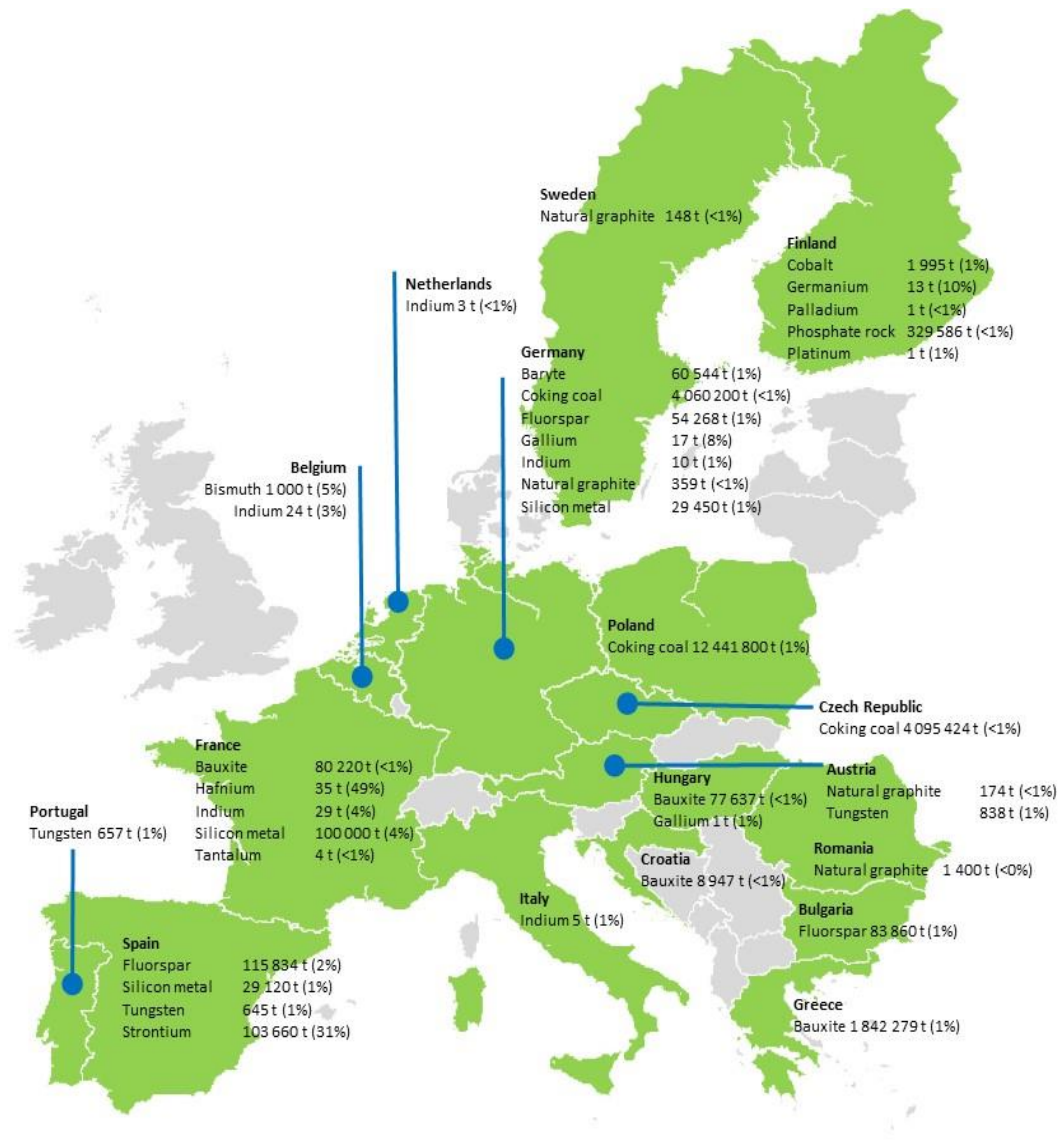 Sweden
Natural graphite 148 t (<1%)
Finland
Cobalt 1 995 t (1%)
Germanium 13 t (10%)
Palladium 1 t (<1%)
Phosphate rock 329 586 t (<1%)
Platinum 1 t (1%)
Netherlands
Indium 3 t (<1%)
Germany
Baryte 60 544 t (1%)
Coking coal 4 060 200 t (<1%)
Fluorspar 54 268 t (1%)
Gallium 17 t (8%)
Indium 10 t (1%)
Natural graphite 359 t (<1%)
Silicon metal 29 450 t (1%)
Belgium
Bismuth 1 000 t (5%)
Indium 24 t (3%)
Poland
Coking coal 12 441 800 t (1%)
Czech Republic
Coking coal 4 095 424 t (<1%)
France
Bauxite 80 220 t (<1%)
Hafnium 35 t (49%)
Indium 29 t (4%)
Silicon metal 100 000 t (4%)
Tantalum 4 t (<1%)
Hungary
Bauxite 77 637 t (<1%)
Gallium 1 t (1%)
Austria
Natural graphite 174 t (<1%)
Tungsten 838 t (1%)
Portugal
Tungsten 657 t (1%)
Romania
Natural graphite 1 400 t (<0%)
Croatia
Bauxite 8 947 t (<1%)
Italy
Indium 5 t (1%)
Bulgaria
Fluorspar 83 860 t (1%)
Spain
Fluorspar 115 834 t (2%)
Silicon metal 29 120 t (1%)
Tungsten 645 t (1%)
Strontium 103 660 t (31%)
Greece
Bauxite 1 842 279 t (1%)